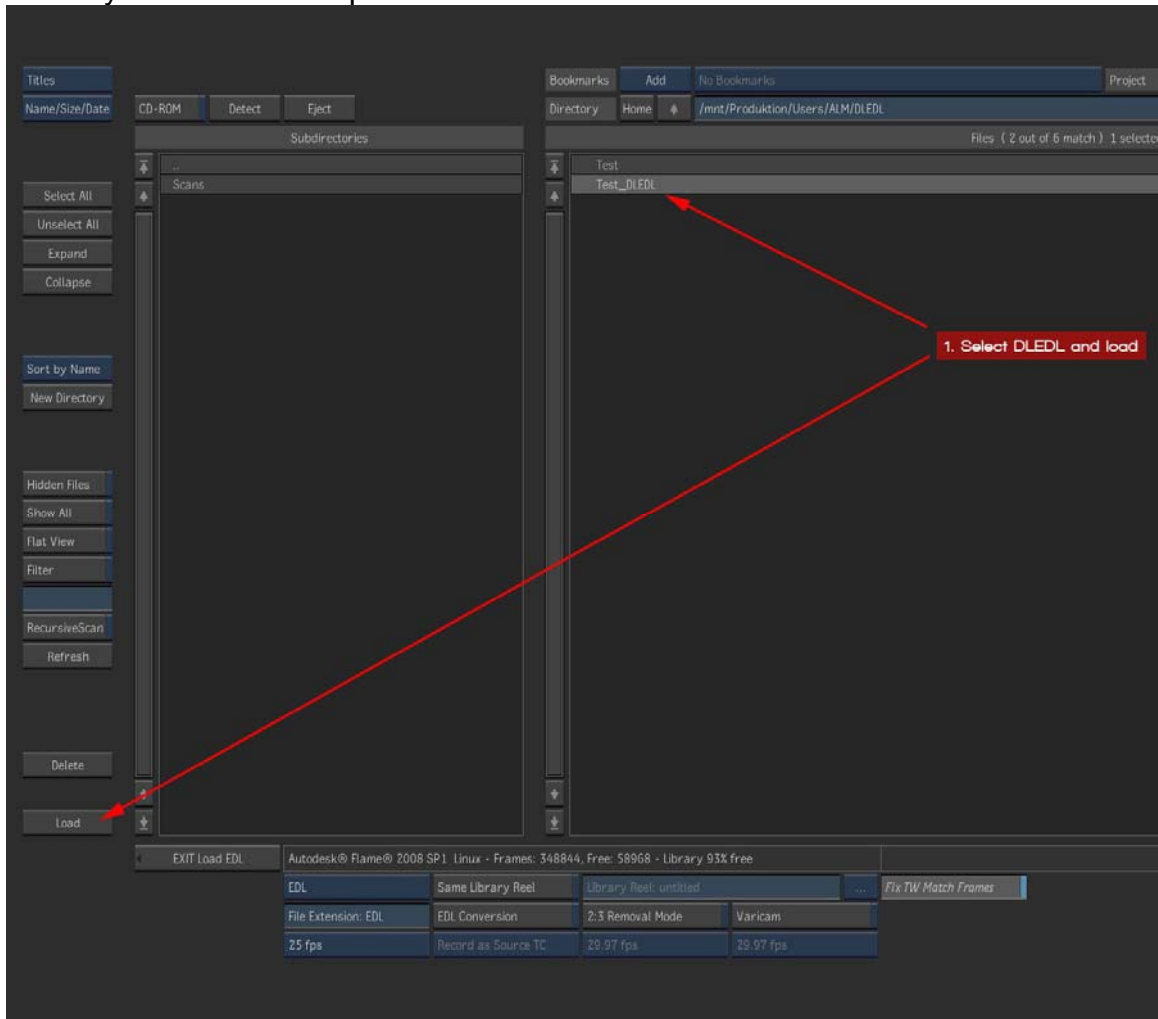 Titles
Bookmarks Add No Bookmarks Project
Name/Size/Date CD-ROM Detect Eject Directory Home /mnt/Produktion/Users/ALM/DLEDL
Subdirectories Files ( 2 out of 6 match ) 1 selected
.. Test
Scans Test_DLEDL
Select All
Unselect All
Expand
Collapse
1. Select DLEDL and load
Sort by Name
New Directory
Hidden Files
Show All
Flat View
Filter
RecursiveScan
Refresh
Delete
Load
EXIT Load EDL Autodesk® Flame® 2008 SP1 Linux - Frames: 348844, Free: 58968 - Library 93% free
EDL Same Library Reel Library Reel: untitled ... Fix TW Match Frames
File Extension: EDL EDL Conversion 2:3 Removal Mode Varicam
25 fps Record as Source TC 29.97 fps 29.97 fps